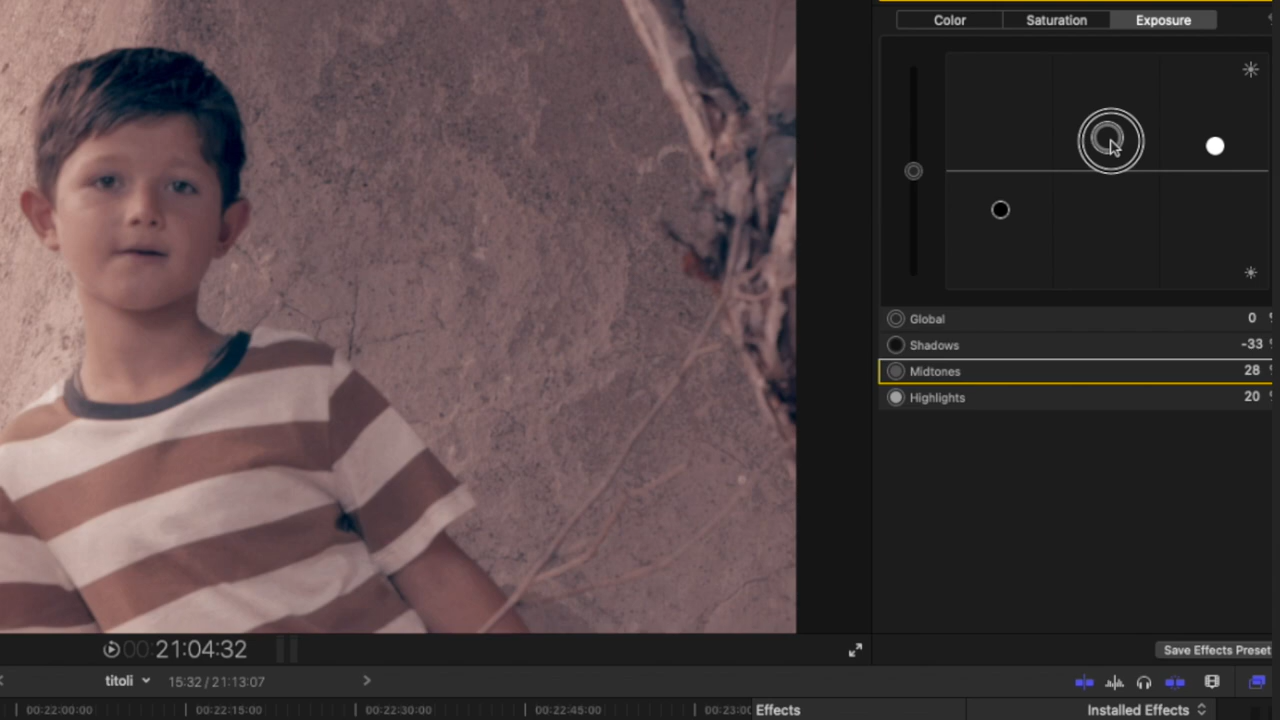 Color Saturation Exposure
Global 0
Shadows -33
Midtones 28
Highlights 20
00:21:04:32
Save Effects Preset
titoli 15:32 / 21:13:07
00:22:00:00 00:22:15:00 00:22:30:00 00:22:45:00 00:23:0
Effects Installed Effects